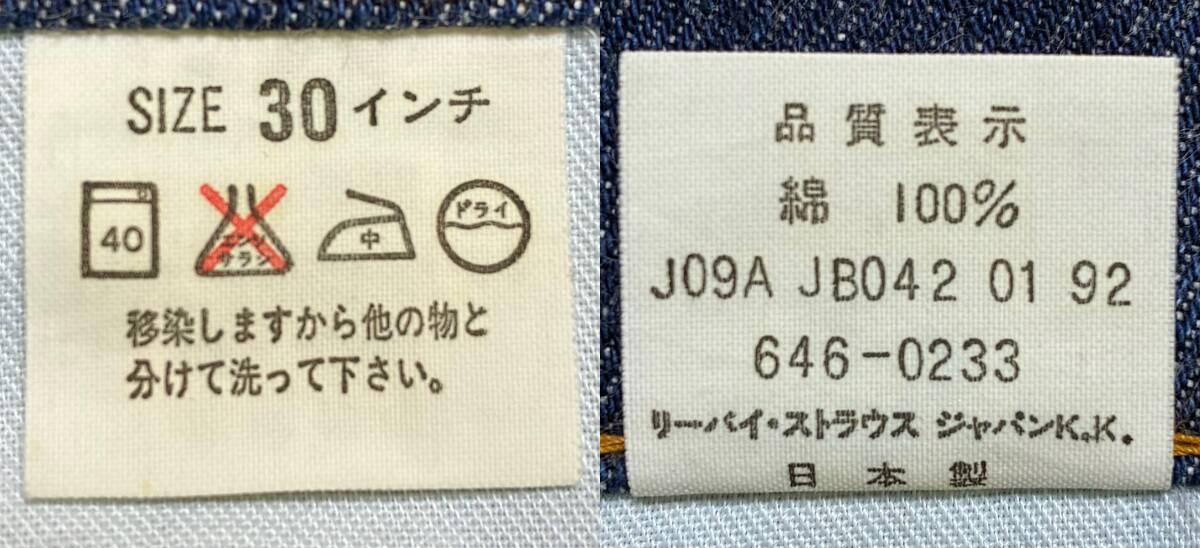 SIZE 30インチ
40
エンソ
サラシ
中
ドライ
移染しますから他の物と
分けて洗って下さい。
品質表示
綿 100%
J09A JB042 01 92
646-0233
リーバイ・ストラウス ジャパンK.K.
日本製